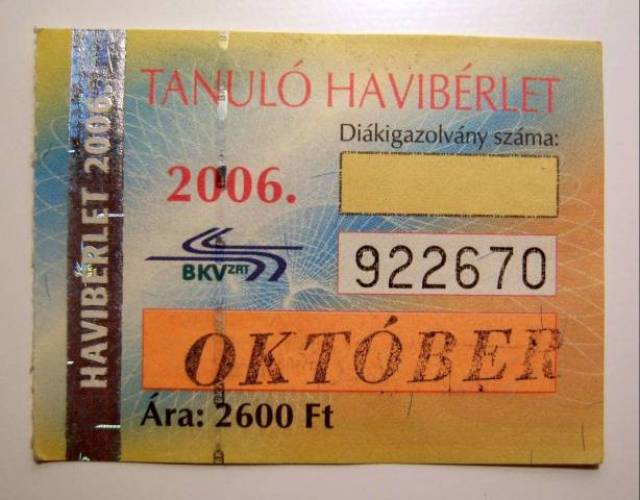 HAVIBÉRLET 2006.
TANULÓ HAVIBÉRLET
Diákigazolvány száma:
2006.
BKV ZRT
922670
OKTÓBER
Ára: 2600 Ft